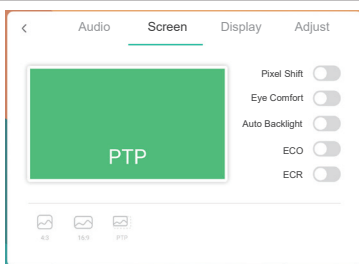 Audio Screen Display Adjust
Pixel Shift
Eye Comfort
Auto Backlight
PTP
ECO
ECR
4:3 16:9 PTP